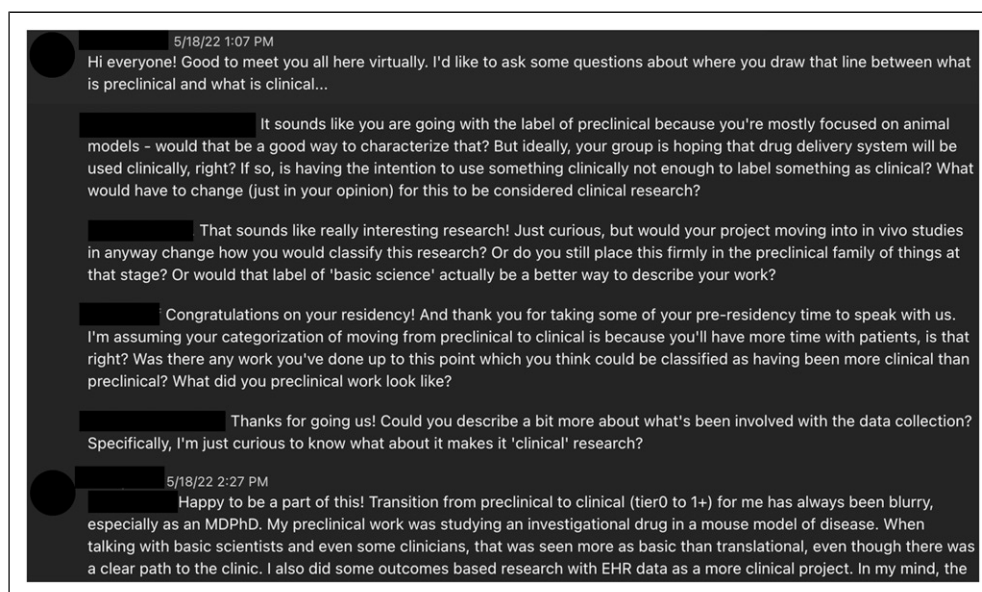 5/18/22 1:07 PM
Hi everyone! Good to meet you all here virtually. I'd like to ask some questions about where you draw that line between what
is preclinical and what is clinical...
It sounds like you are going with the label of preclinical because you're mostly focused on animal
models - would that be a good way to characterize that? But ideally, your group is hoping that drug delivery system will be
used clinically, right? If so, is having the intention to use something clinically not enough to label something as clinical? What
would have to change (just in your opinion) for this to be considered clinical research?
That sounds like really interesting research! Just curious, but would your project moving into in vivo studies
in anyway change how you would classify this research? Or do you still place this firmly in the preclinical family of things at
that stage? Or would that label of 'basic science' actually be a better way to describe your work?
Congratulations on your residency! And thank you for taking some of your pre-residency time to speak with us.
I'm assuming your categorization of moving from preclinical to clinical is because you'll have more time with patients, is that
right? Was there any work you've done up to this point which you think could be classified as having been more clinical than
preclinical? What did you preclinical work look like?
Thanks for going us! Could you describe a bit more about what's been involved with the data collection?
Specifically, I'm just curious to know what about it makes it 'clinical' research?
5/18/22 2:27 PM
Happy to be a part of this! Transition from preclinical to clinical (tier0 to 1+) for me has always been blurry,
especially as an MDPhD. My preclinical work was studying an investigational drug in a mouse model of disease. When
talking with basic scientists and even some clinicians, that was seen more as basic than translational, even though there was
a clear path to the clinic. I also did some outcomes based research with EHR data as a more clinical project. In my mind, the